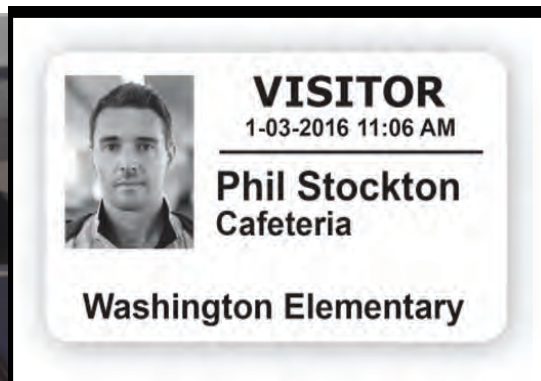 VISITOR
1-03-2016 11:06 AM
Phil Stockton
Cafeteria
Washington Elementary